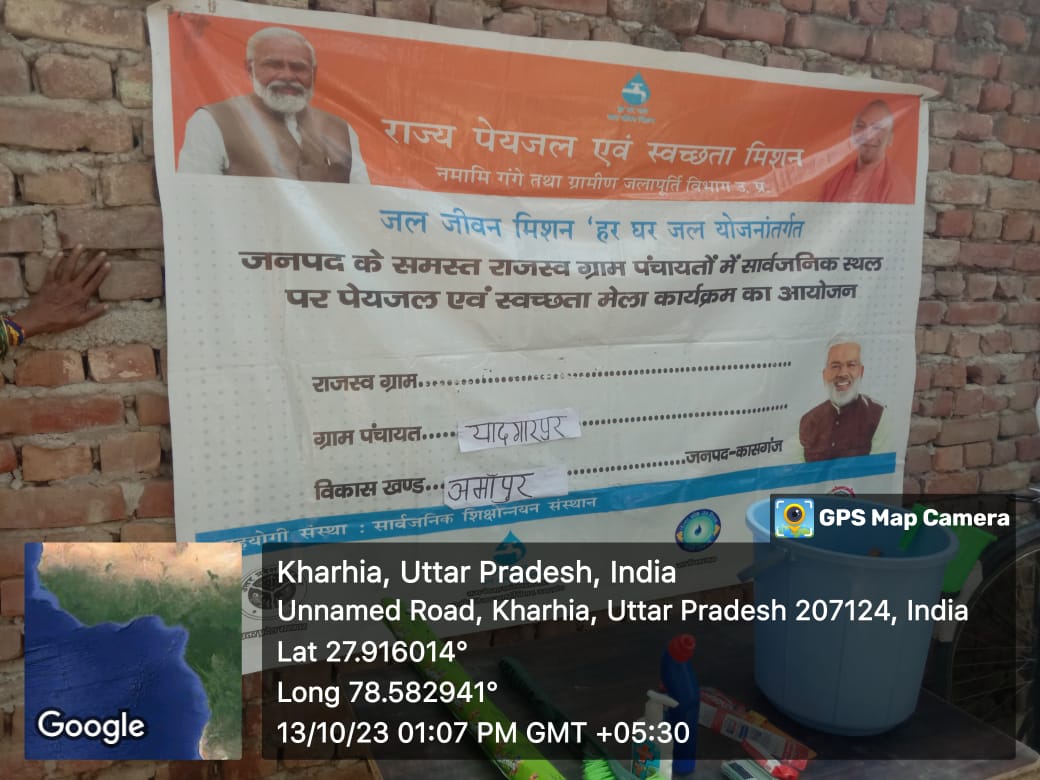 राज्य पेयजल एवं स्वच्छता मिशन
नमामि गंगे तथा ग्रामीण जलापूर्ति विभाग उ. प्र.
जल जीवन मिशन 'हर घर जल योजनांतर्गत
जनपद के समस्त राजस्व ग्राम पंचायतों में सार्वजनिक स्थल
पर पेयजल एवं स्वच्छता मेला कार्यक्रम का आयोजन
राजस्व ग्राम
ग्राम पंचायत..... यादगारपुर
विकास खण्ड... अमाँपुर ..........जनपद-कासगंज
संस्था : सार्वजनिक शिक्षोन्नयन संस्थान
GPS Map Camera
Kharhia, Uttar Pradesh, India
Unnamed Road, Kharhia, Uttar Pradesh 207124, India
Lat 27.916014°
Long 78.582941°
13/10/23 01:07 PM GMT +05:30
Google